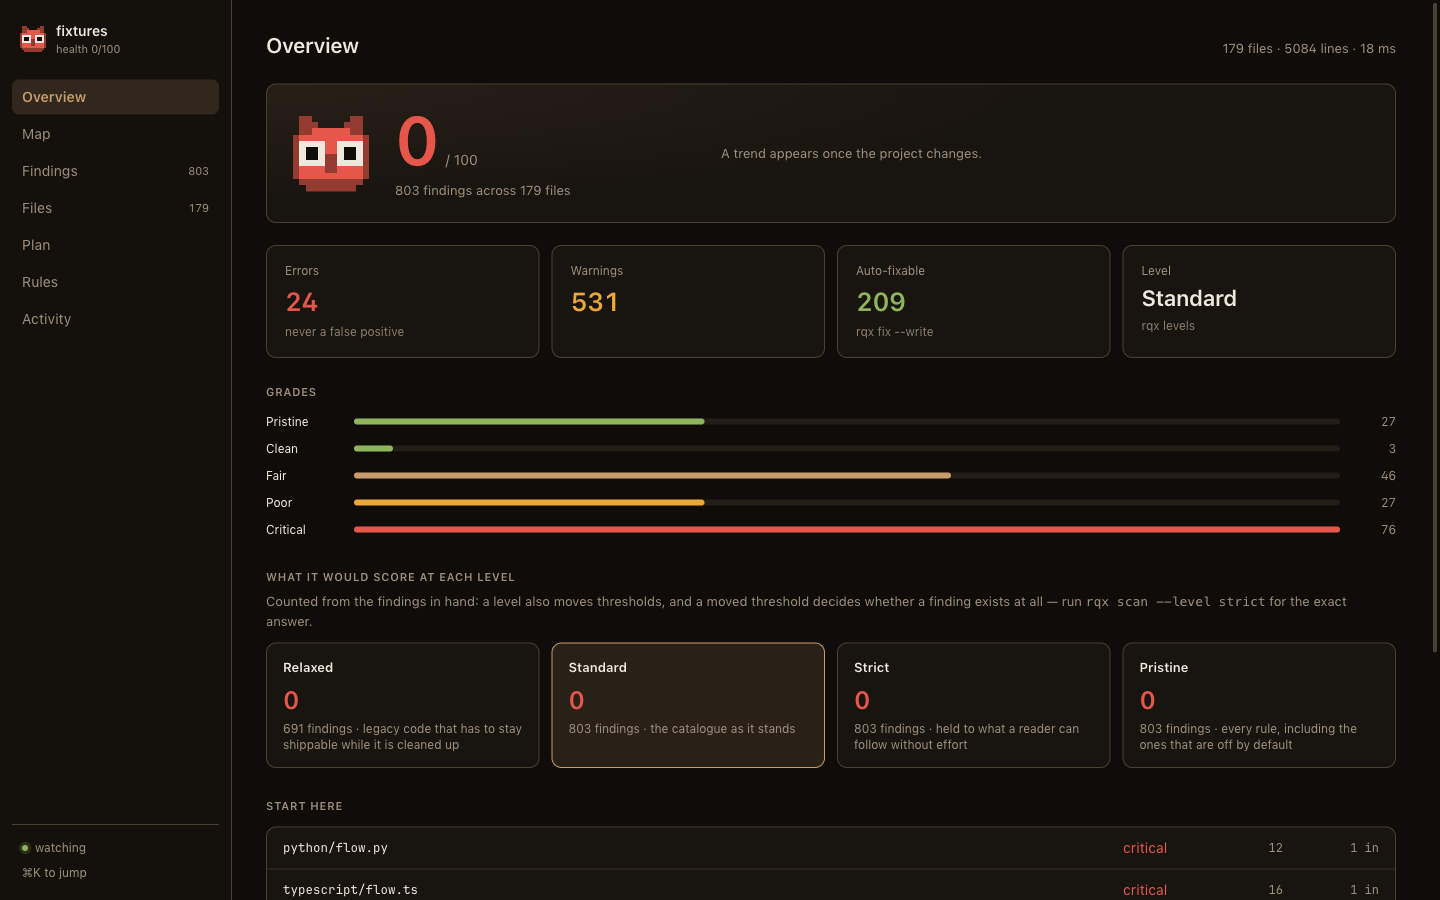 fixtures
health 0/100
Overview
Map
Findings 803
Files 179
Plan
Rules
Activity
watching
⌘K to jump
Overview
179 files · 5084 lines · 18 ms
0 / 100
803 findings across 179 files
A trend appears once the project changes.
Errors
24
never a false positive
Warnings
531
Auto-fixable
209
rqx fix --write
Level
Standard
rqx levels
GRADES
Pristine 27
Clean 3
Fair 46
Poor 27
Critical 76
WHAT IT WOULD SCORE AT EACH LEVEL
Counted from the findings in hand: a level also moves thresholds, and a moved threshold decides whether a finding exists at all — run rqx scan --level strict for the exact
answer.
Relaxed
0
691 findings · legacy code that has to stay
shippable while it is cleaned up
Standard
0
803 findings · the catalogue as it stands
Strict
0
803 findings · held to what a reader can
follow without effort
Pristine
0
803 findings · every rule, including the
ones that are off by default
START HERE
python/flow.py critical 12 1 in
typescript/flow.ts critical 16 1 in